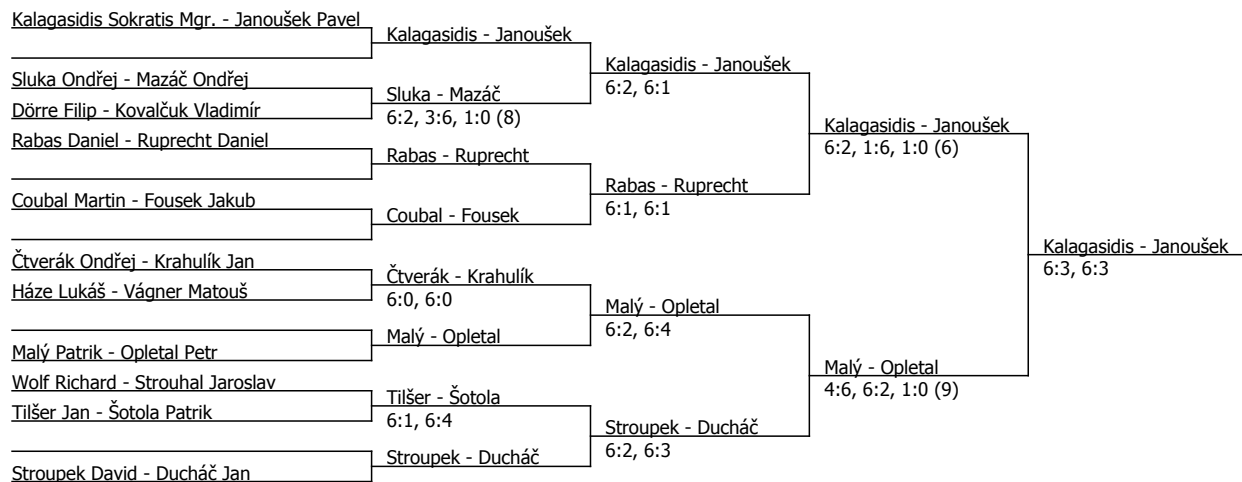 Kalagasidis Sokratis Mgr. - Janoušek Pavel
Sluka Ondřej - Mazáč Ondřej
Dörre Filip - Kovalčuk Vladimír
Rabas Daniel - Ruprecht Daniel
Coubal Martin - Fousek Jakub
Čtverák Ondřej - Krahulík Jan
Háze Lukáš - Vágner Matouš
Malý Patrik - Opletal Petr
Wolf Richard - Strouhal Jaroslav
Tilšer Jan - Šotola Patrik
Stroupek David - Ducháč Jan
Kalagasidis - Janoušek
Sluka - Mazáč
6:2, 3:6, 1:0 (8)
Rabas - Ruprecht
Coubal - Fousek
Čtverák - Krahulík
6:0, 6:0
Malý - Opletal
Tilšer - Šotola
6:1, 6:4
Stroupek - Ducháč
Kalagasidis - Janoušek
6:2, 6:1
Rabas - Ruprecht
6:1, 6:1
Malý - Opletal
6:2, 6:4
Stroupek - Ducháč
6:2, 6:3
Kalagasidis - Janoušek
6:2, 1:6, 1:0 (6)
Malý - Opletal
4:6, 6:2, 1:0 (9)
Kalagasidis - Janoušek
6:3, 6:3